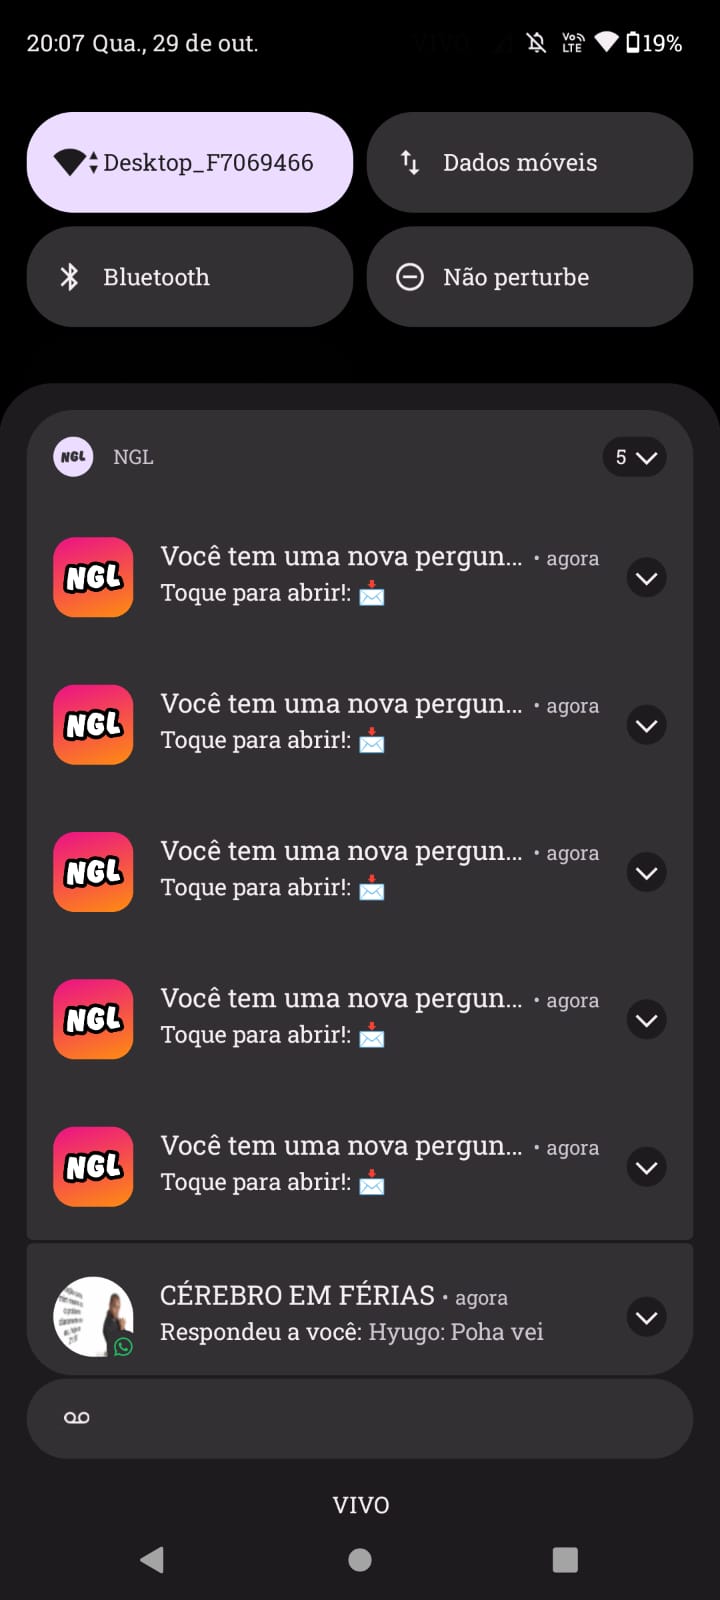 20:07 Qua., 29 de out.
VoLTE
19%
Desktop_F7069466
Dados móveis
Bluetooth
Não perturbe
NGL NGL 5
NGL Você tem uma nova pergun... • agora
Toque para abrir!:
NGL Você tem uma nova pergun... • agora
Toque para abrir!:
NGL Você tem uma nova pergun... • agora
Toque para abrir!:
NGL Você tem uma nova pergun... • agora
Toque para abrir!:
NGL Você tem uma nova pergun... • agora
Toque para abrir!:
CÉREBRO EM FÉRIAS • agora
Respondeu a você: Hyugo: Poha vei
VIVO